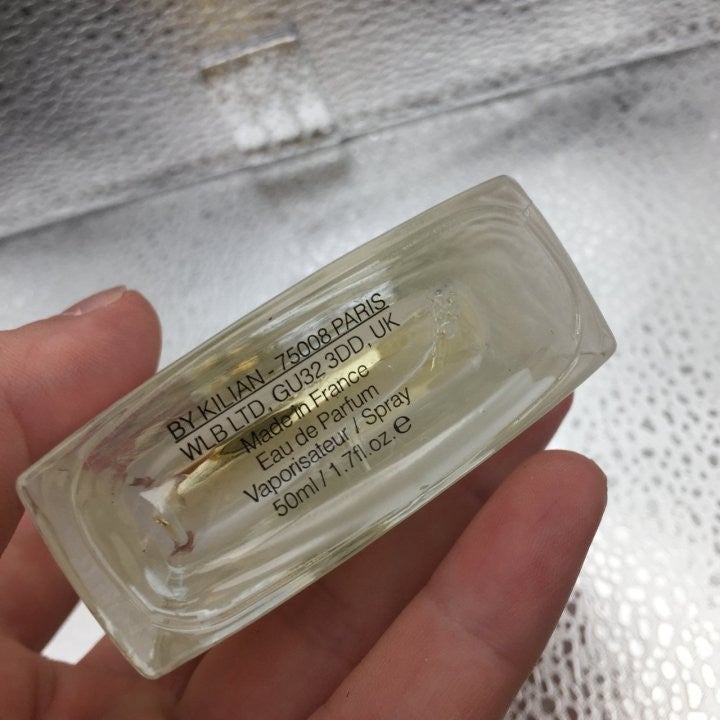 BY KILIAN - 75008 PARIS
WLB LTD, GU32 3DD, UK
Made in France
Eau de Parfum
Vaporisateur / Spray
50ml / 1.7fl.oz.℮